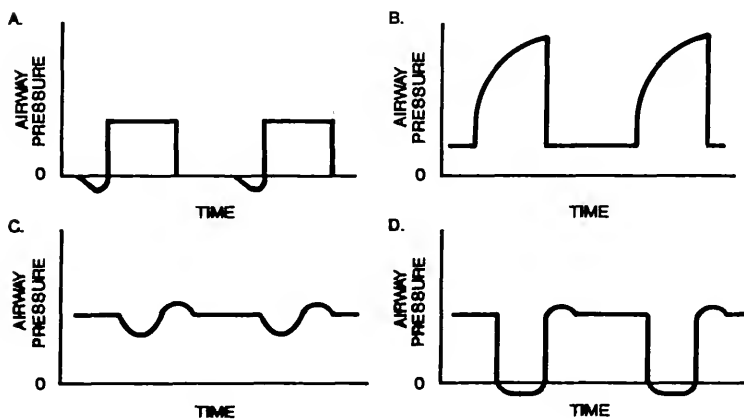 A.
AIRWAY
PRESSURE
0
TIME
B.
AIRWAY
PRESSURE
0
TIME
C.
AIRWAY
PRESSURE
0
TIME
D.
AIRWAY
PRESSURE
0
TIME